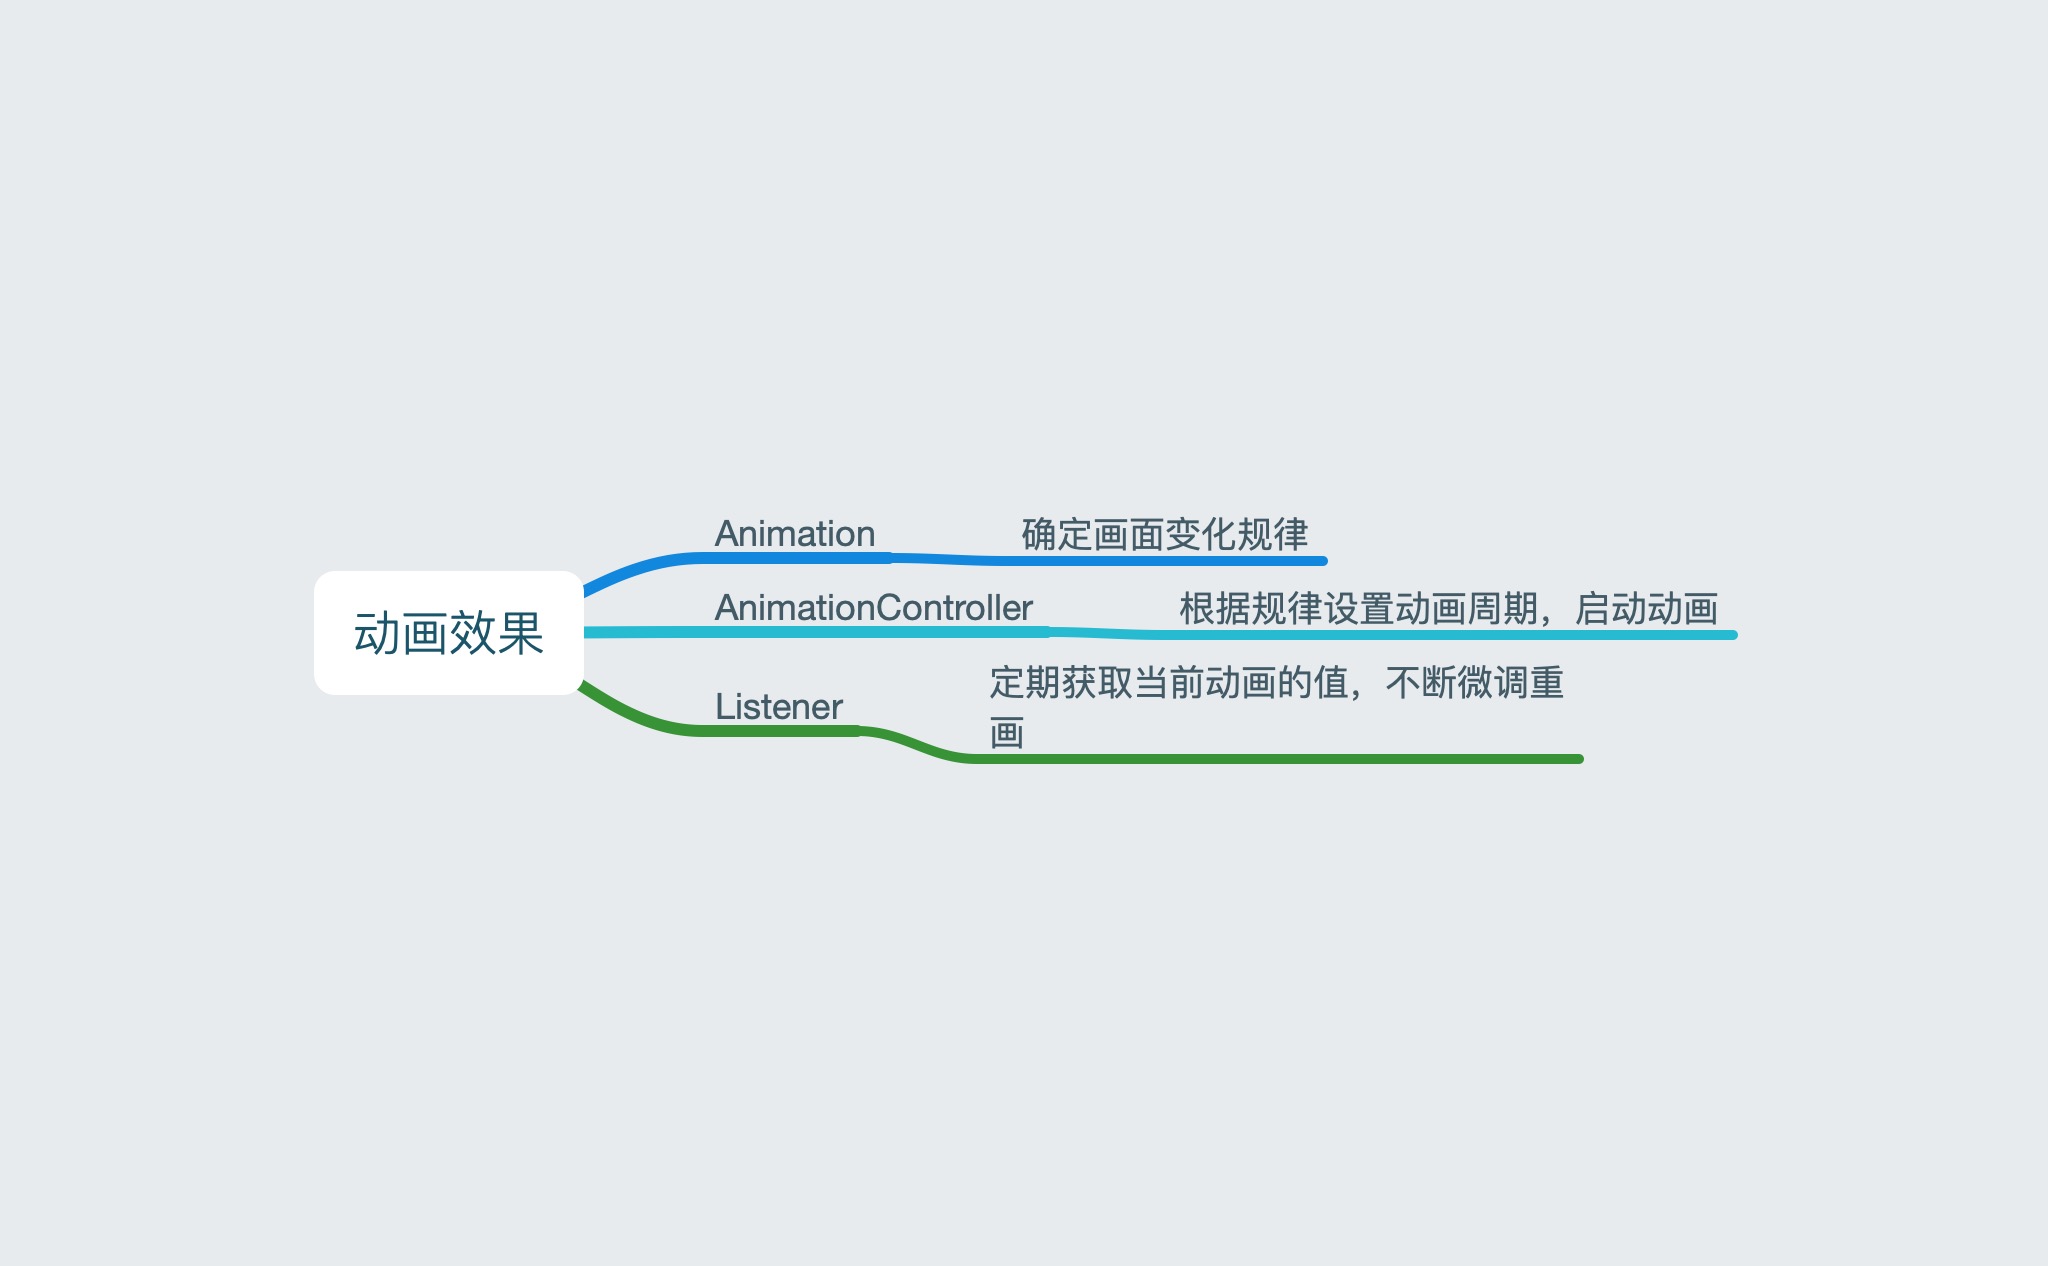 动画效果
Animation
确定画面变化规律
AnimationController
根据规律设置动画周期，启动动画
Listener
定期获取当前动画的值，不断微调重
画